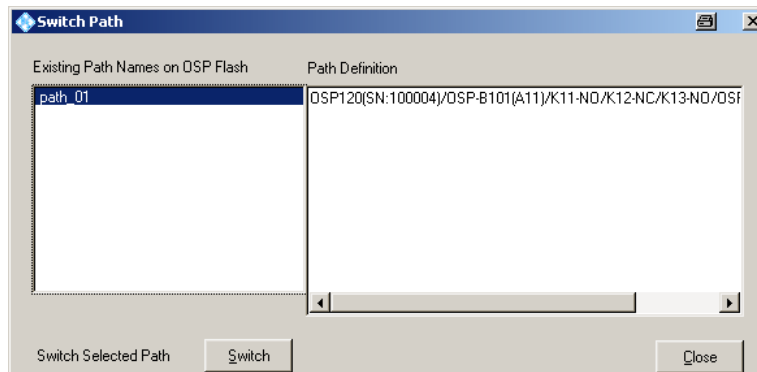 Switch Path
Existing Path Names on OSP Flash
Path Definition
path_01
OSP120(SN:100004)/OSP-B101(A11)/K11-NO/K12-NC/K13-NO/OSP
Switch Selected Path
Switch
Close